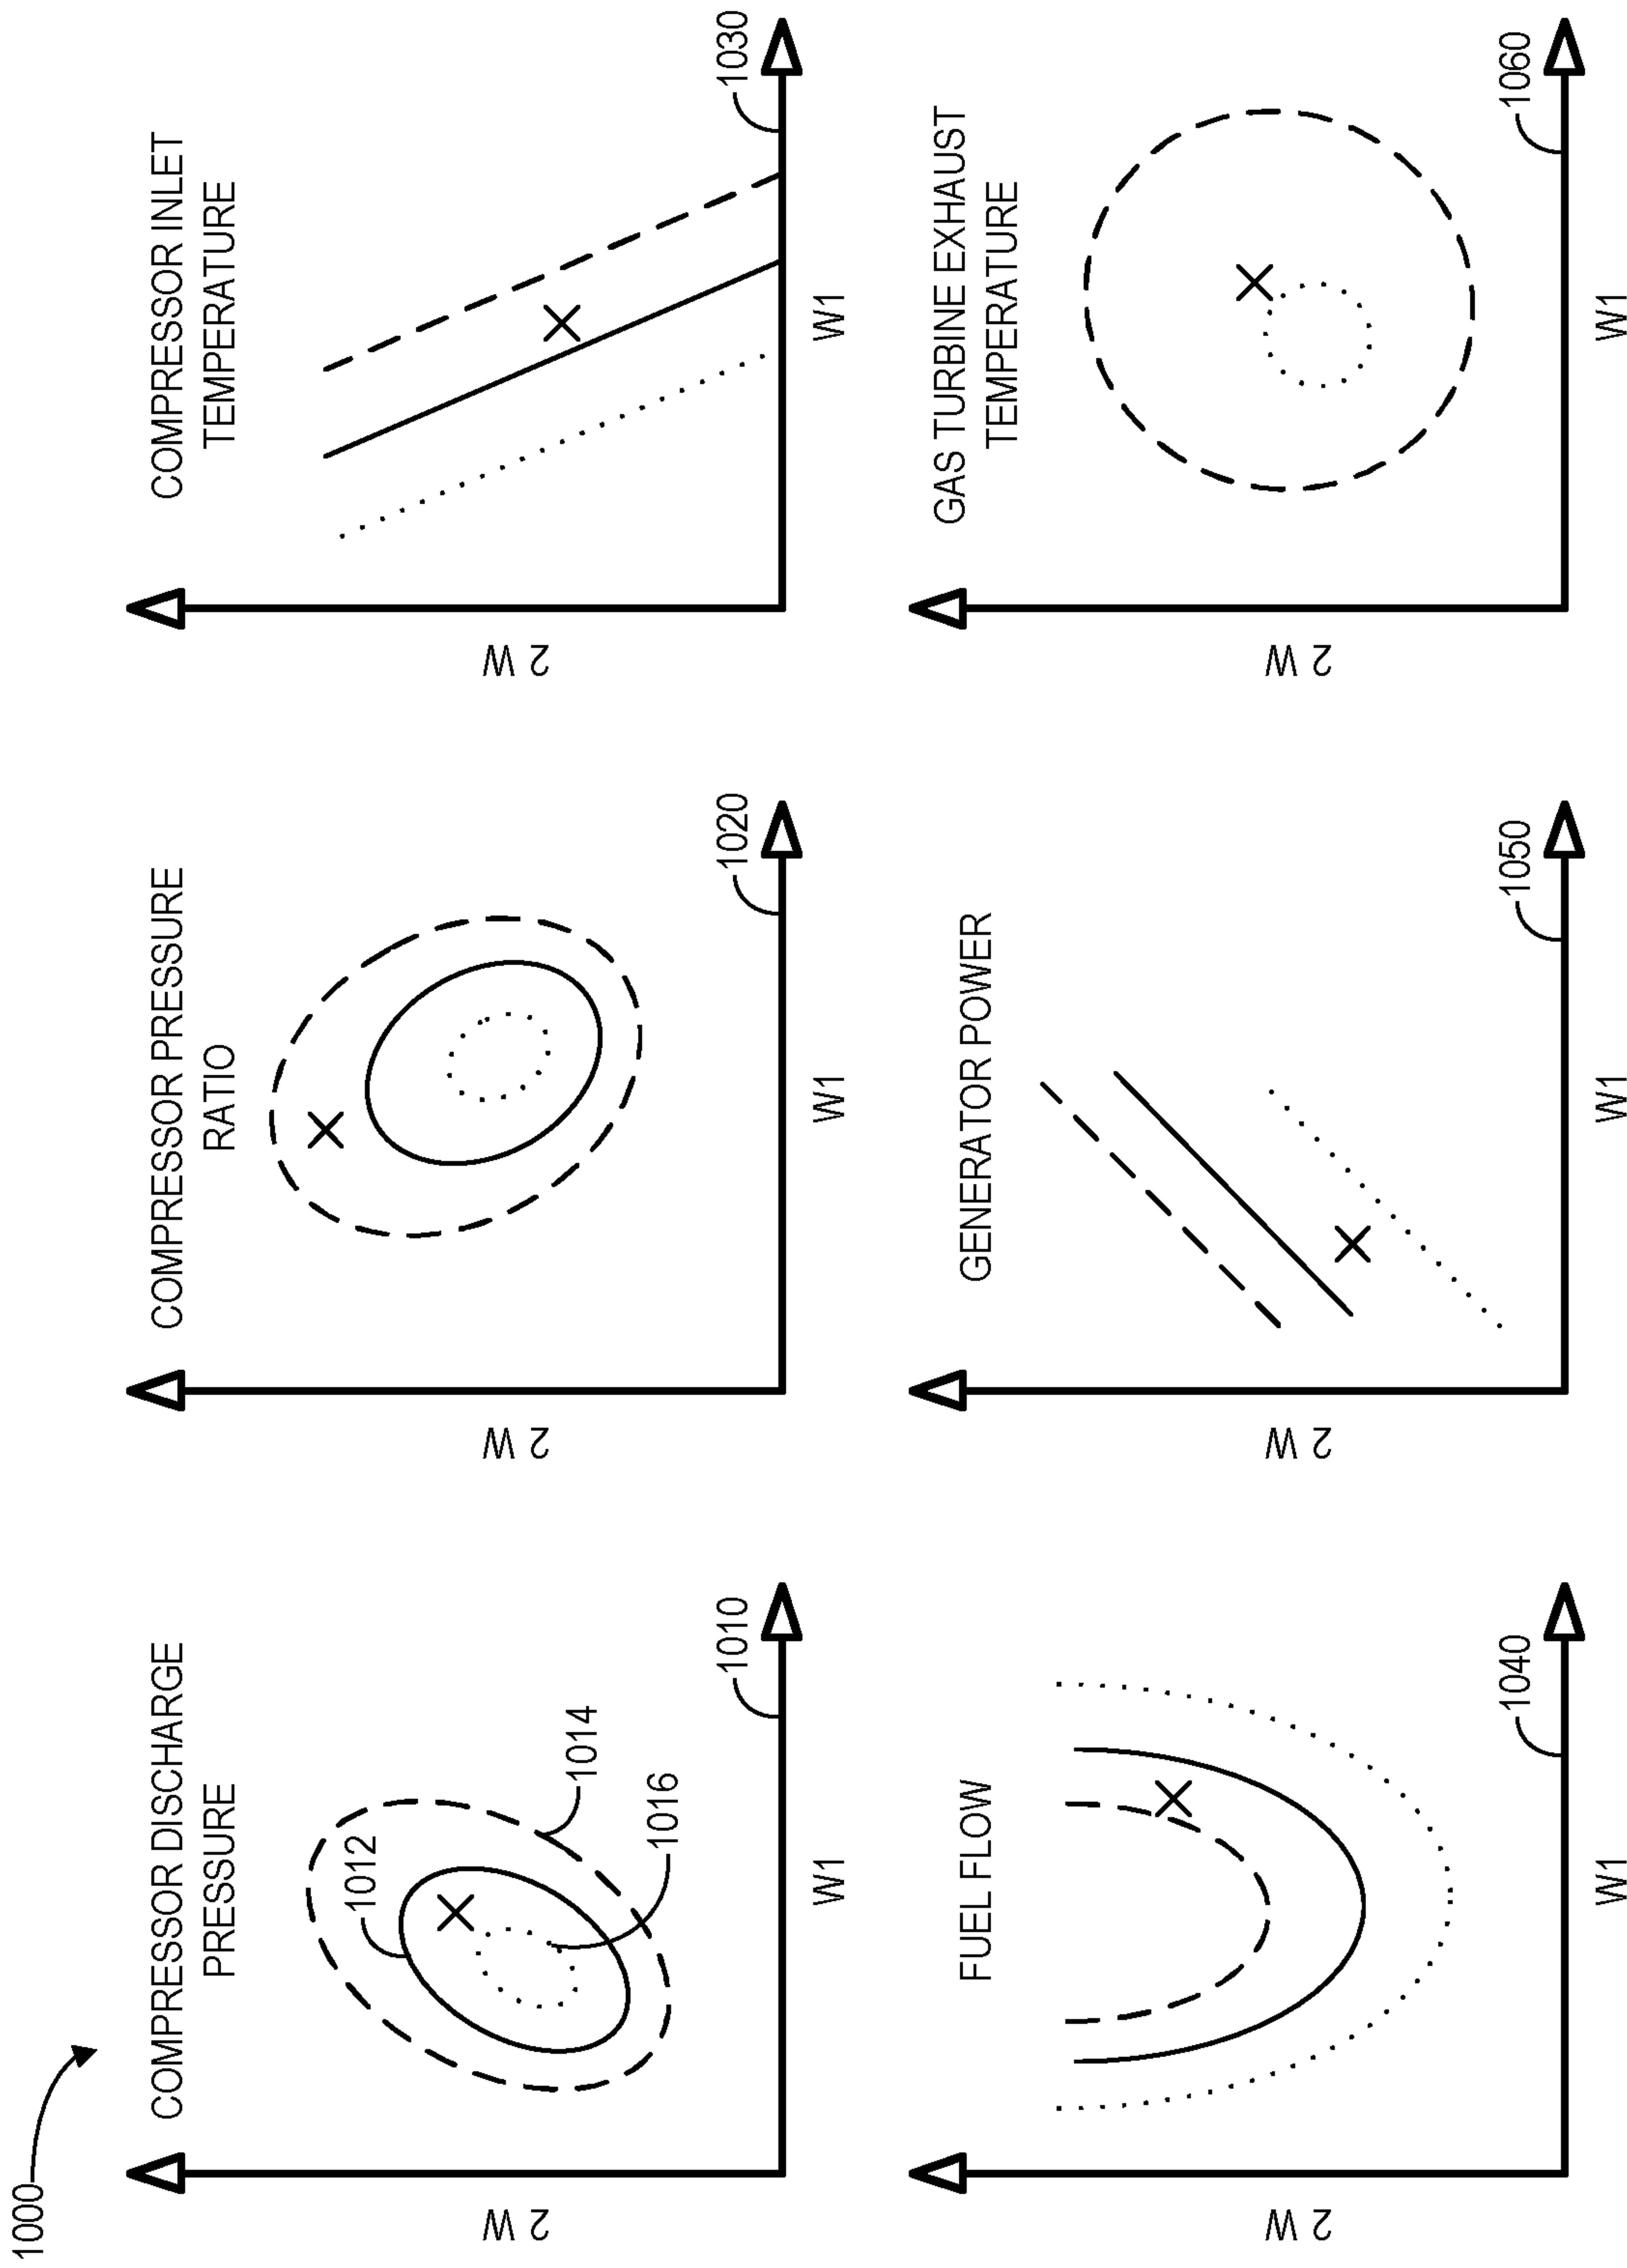 1000
COMPRESSOR DISCHARGE
PRESSURE
1012
1014
1016
1010
2 W
W1
COMPRESSOR PRESSURE
RATIO
1020
2 W
W1
COMPRESSOR INLET
TEMPERATURE
1030
2 W
W1
FUEL FLOW
1040
2 W
W1
GENERATOR POWER
1050
2 W
W1
GAS TURBINE EXHAUST
TEMPERATURE
1060
2 W
W1